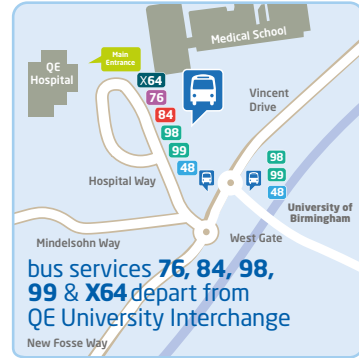 Medical School
QE
Hospital
Main
Entrance
X64
76
84
98
99
48
Vincent
Drive
98
99
48
Hospital Way
University of
Birmingham
Mindelsohn Way
West Gate
bus services 76, 84, 98,
99 & X64 depart from
QE University Interchange
New Fosse Way